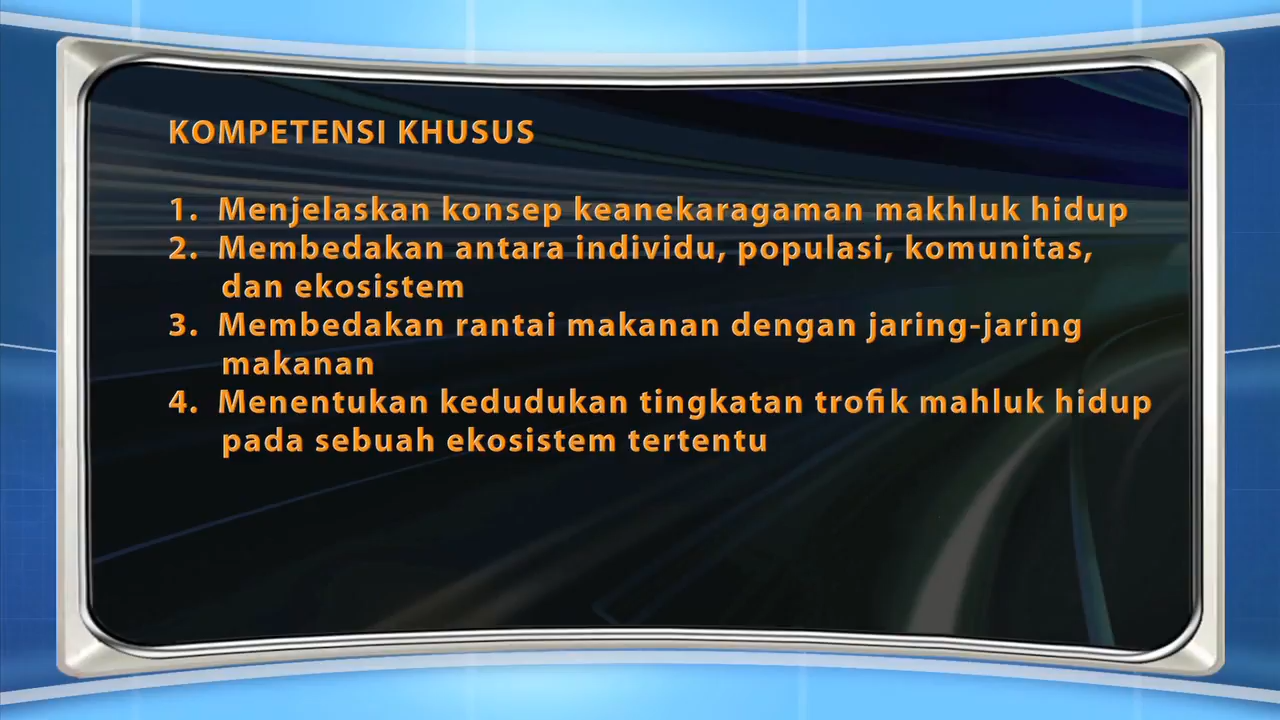 KOMPETENSI KHUSUS
1. Menjelaskan konsep keanekaragaman makhluk hidup
2. Membedakan antara individu, populasi, komunitas,
dan ekosistem
3. Membedakan rantai makanan dengan jaring-jaring
makanan
4. Menentukan kedudukan tingkatan trofik mahluk hidup
pada sebuah ekosistem tertentu